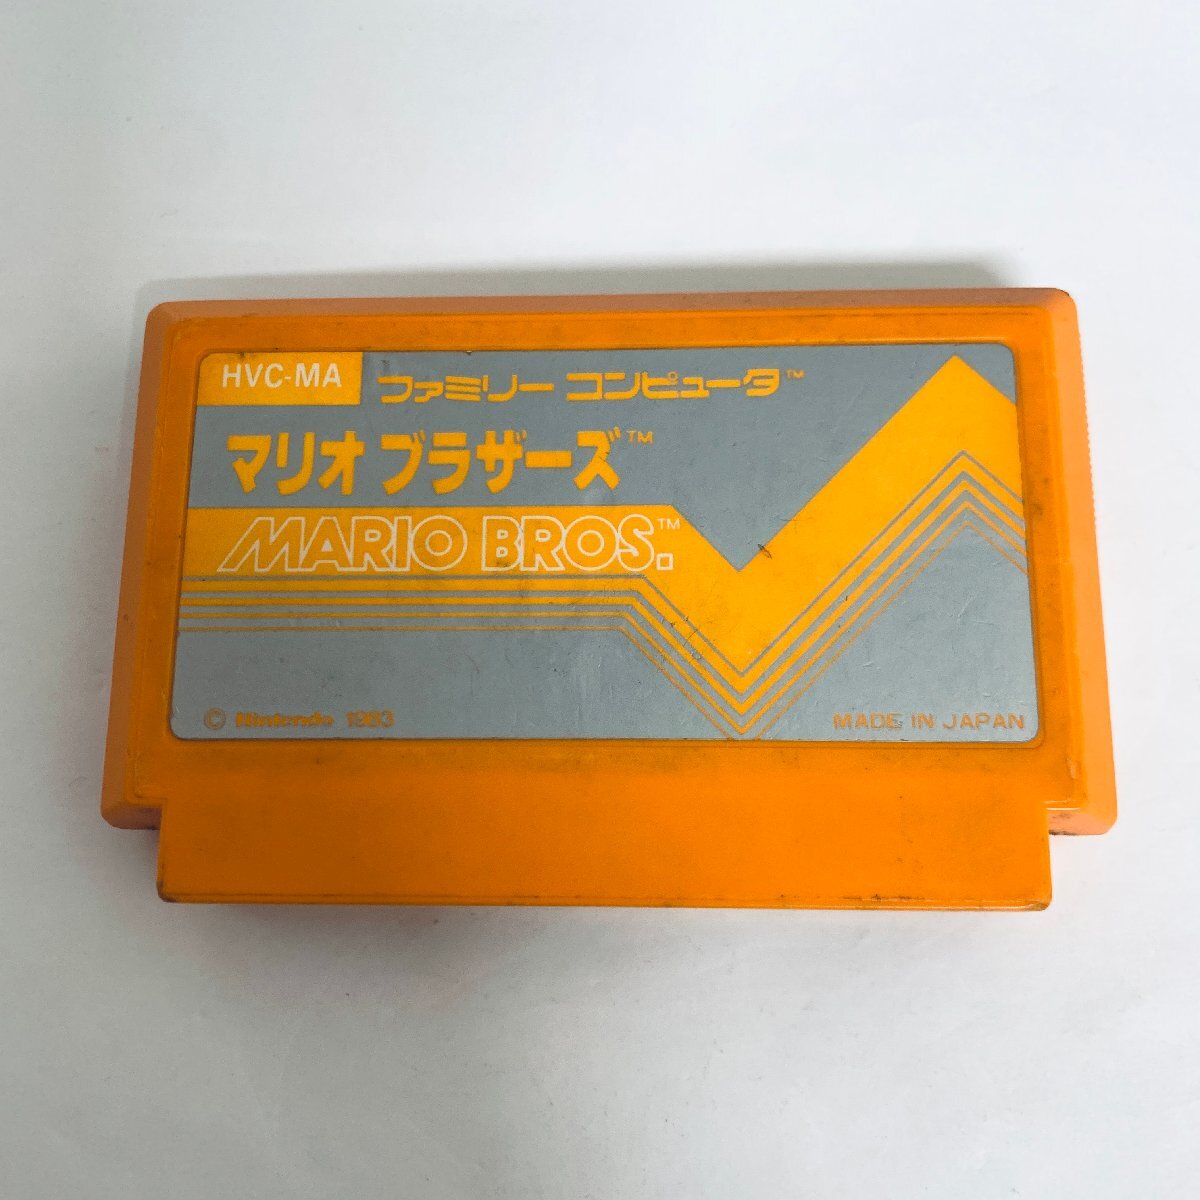 HVC-MA
ファミリー コンピュータ™
マリオ ブラザーズ™
MARIO BROS.™
© Nintendo 1983
MADE IN JAPAN